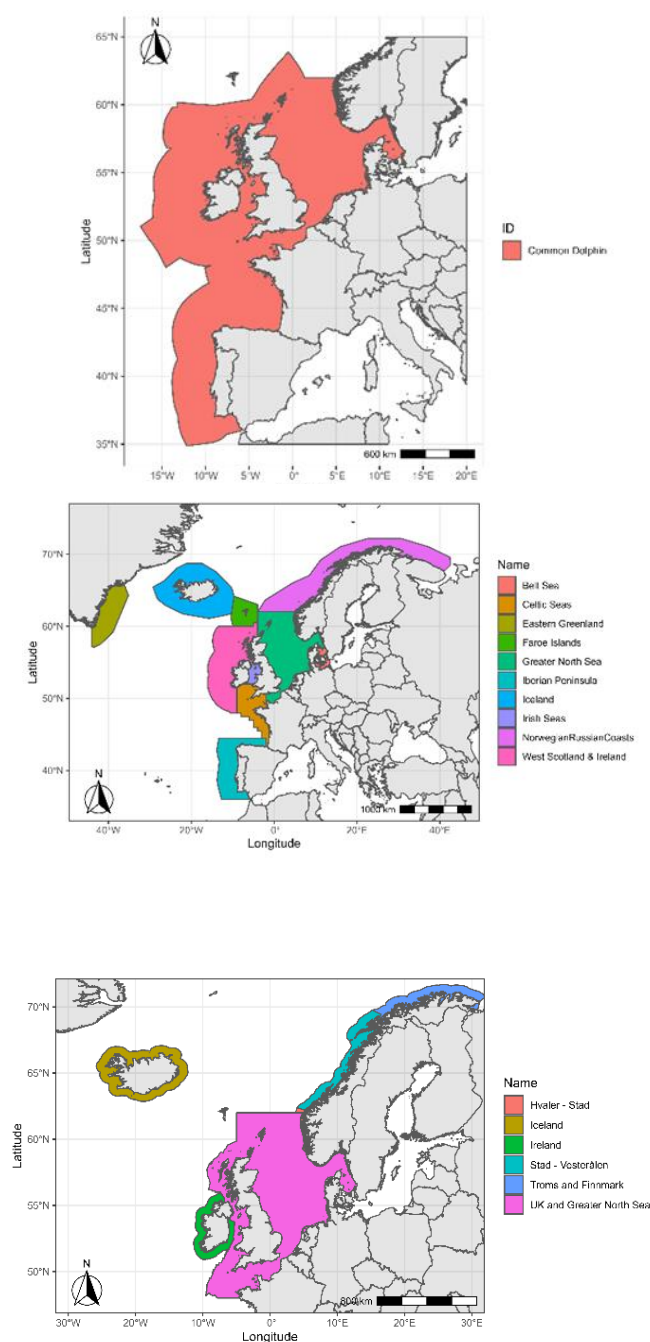 N
65°N
60°N
55°N
50°N
45°N
40°N
35°N
Latitude
ID
Common Dolphin
600 km
15°W 10°W 5°W 0° 5°E 10°E 15°E 20°E
70°N
60°N
50°N
40°N
Latitude
Name
Belt Sea
Celtic Seas
Eastern Greenland
Faroe Islands
Greater North Sea
Iberian Peninsula
Iceland
Irish Seas
NorwegianRussianCoasts
West Scotland & Ireland
N
1000 km
40°W 20°W 0° 20°E 40°E
Longitude
70°N
65°N
60°N
55°N
50°N
Latitude
Name
Hvaler - Stad
Iceland
Ireland
Stad - Vesterålen
Troms and Finnmark
UK and Greater North Sea
N
800 km
30°W 20°W 10°W 0° 10°E 20°E 30°E
Longitude